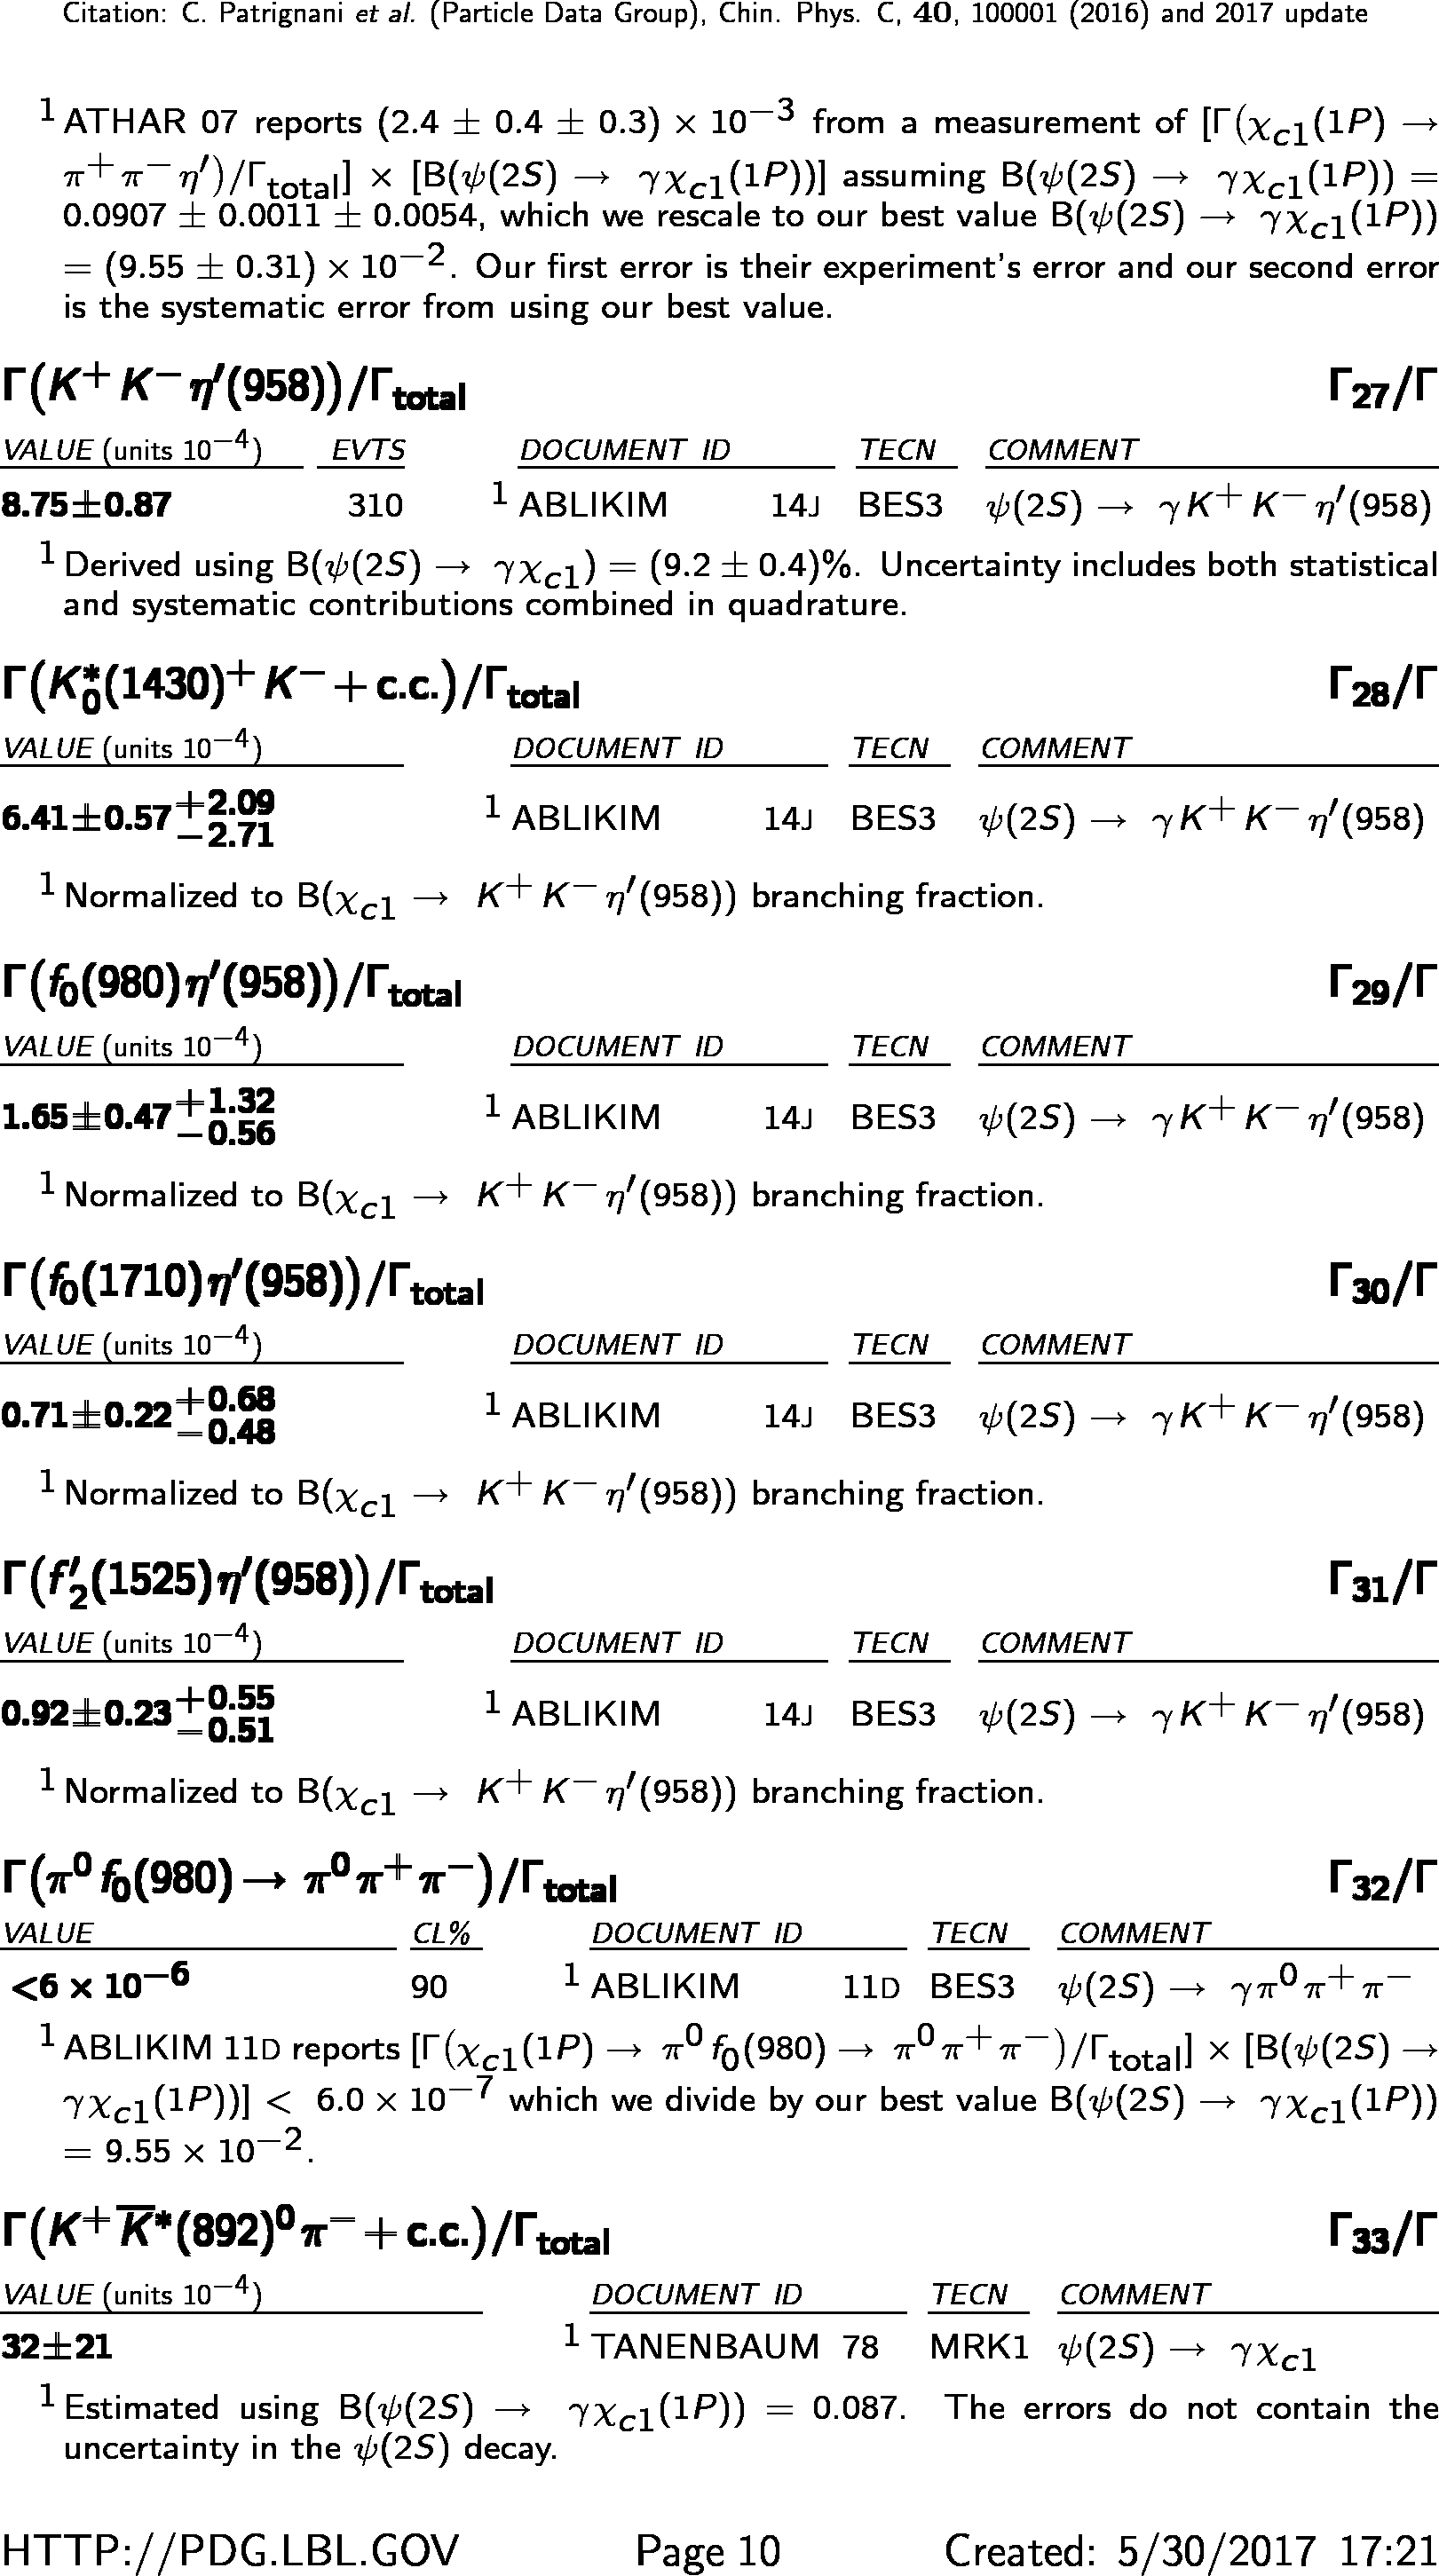 Citation: C. Patrignani et al. (Particle Data Group), Chin. Phys. C, 40, 100001 (2016) and 2017 update
1 ATHAR 07 reports (2.4 ± 0.4 ± 0.3) × 10−3 from a measurement of [Γ(χc1(1P) →
π+ π− η′)/Γtotal] × [B(ψ(2S) → γχc1(1P))] assuming B(ψ(2S) → γχc1(1P)) =
0.0907 ± 0.0011 ± 0.0054, which we rescale to our best value B(ψ(2S) → γχc1(1P))
= (9.55 ± 0.31) × 10−2. Our first error is their experiment's error and our second error
is the systematic error from using our best value.
Γ(K+ K− η′(958))/Γtotal Γ27/Γ
VALUE (units 10−4) EVTS DOCUMENT ID TECN COMMENT
8.75±0.87 310 1 ABLIKIM 14J BES3 ψ(2S) → γK+ K− η′(958)
1 Derived using B(ψ(2S) → γχc1) = (9.2 ± 0.4)%. Uncertainty includes both statistical
and systematic contributions combined in quadrature.
Γ(K*0(1430)+ K− + c.c.)/Γtotal Γ28/Γ
VALUE (units 10−4) DOCUMENT ID TECN COMMENT
6.41±0.57 +2.09 −2.71 1 ABLIKIM 14J BES3 ψ(2S) → γK+ K− η′(958)
1 Normalized to B(χc1 → K+ K− η′(958)) branching fraction.
Γ(f0(980)η′(958))/Γtotal Γ29/Γ
VALUE (units 10−4) DOCUMENT ID TECN COMMENT
1.65±0.47 +1.32 −0.56 1 ABLIKIM 14J BES3 ψ(2S) → γK+ K− η′(958)
1 Normalized to B(χc1 → K+ K− η′(958)) branching fraction.
Γ(f0(1710)η′(958))/Γtotal Γ30/Γ
VALUE (units 10−4) DOCUMENT ID TECN COMMENT
0.71±0.22 +0.68 −0.48 1 ABLIKIM 14J BES3 ψ(2S) → γK+ K− η′(958)
1 Normalized to B(χc1 → K+ K− η′(958)) branching fraction.
Γ(f′2(1525)η′(958))/Γtotal Γ31/Γ
VALUE (units 10−4) DOCUMENT ID TECN COMMENT
0.92±0.23 +0.55 −0.51 1 ABLIKIM 14J BES3 ψ(2S) → γK+ K− η′(958)
1 Normalized to B(χc1 → K+ K− η′(958)) branching fraction.
Γ(π0 f0(980) → π0 π+ π−)/Γtotal Γ32/Γ
VALUE CL% DOCUMENT ID TECN COMMENT
<6 × 10−6 90 1 ABLIKIM 11D BES3 ψ(2S) → γπ0 π+ π−
1 ABLIKIM 11D reports [Γ(χc1(1P) → π0 f0(980) → π0 π+ π−)/Γtotal] × [B(ψ(2S) →
γχc1(1P))] < 6.0 × 10−7 which we divide by our best value B(ψ(2S) → γχc1(1P))
= 9.55 × 10−2.
Γ(K+ K̅*(892)0 π− + c.c.)/Γtotal Γ33/Γ
VALUE (units 10−4) DOCUMENT ID TECN COMMENT
32±21 1 TANENBAUM 78 MRK1 ψ(2S) → γχc1
1 Estimated using B(ψ(2S) → γχc1(1P)) = 0.087. The errors do not contain the
uncertainty in the ψ(2S) decay.
HTTP://PDG.LBL.GOV Page 10 Created: 5/30/2017 17:21